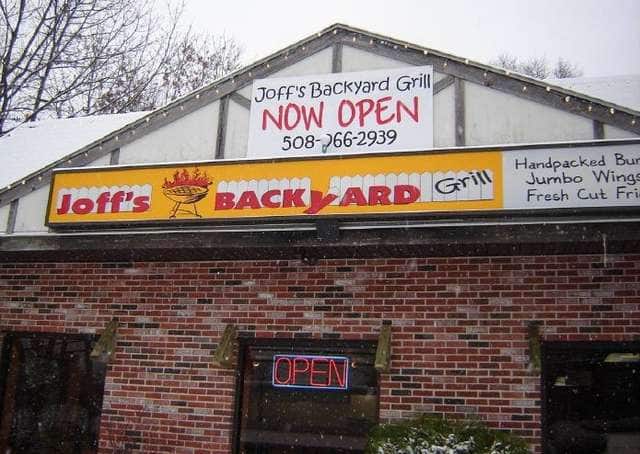 Joff's Backyard Grill
NOW OPEN
Joff's BACKYARD Grill
Handpacked
Jumbo Wings
Fresh Cut
OPEN